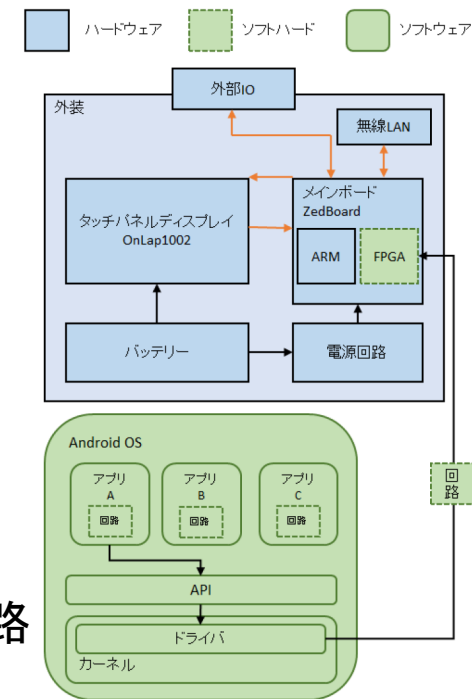 ハードウェア
ソフトハード
ソフトウェア
外部IO
外装
無線LAN
タッチパネルディスプレイ
OnLap1002
メインボード
ZedBoard
ARM
FPGA
バッテリー
電源回路
Android OS
アプリ
A
回路
アプリ
B
回路
アプリ
C
回路
回
路
API
ドライバ
カーネル
路